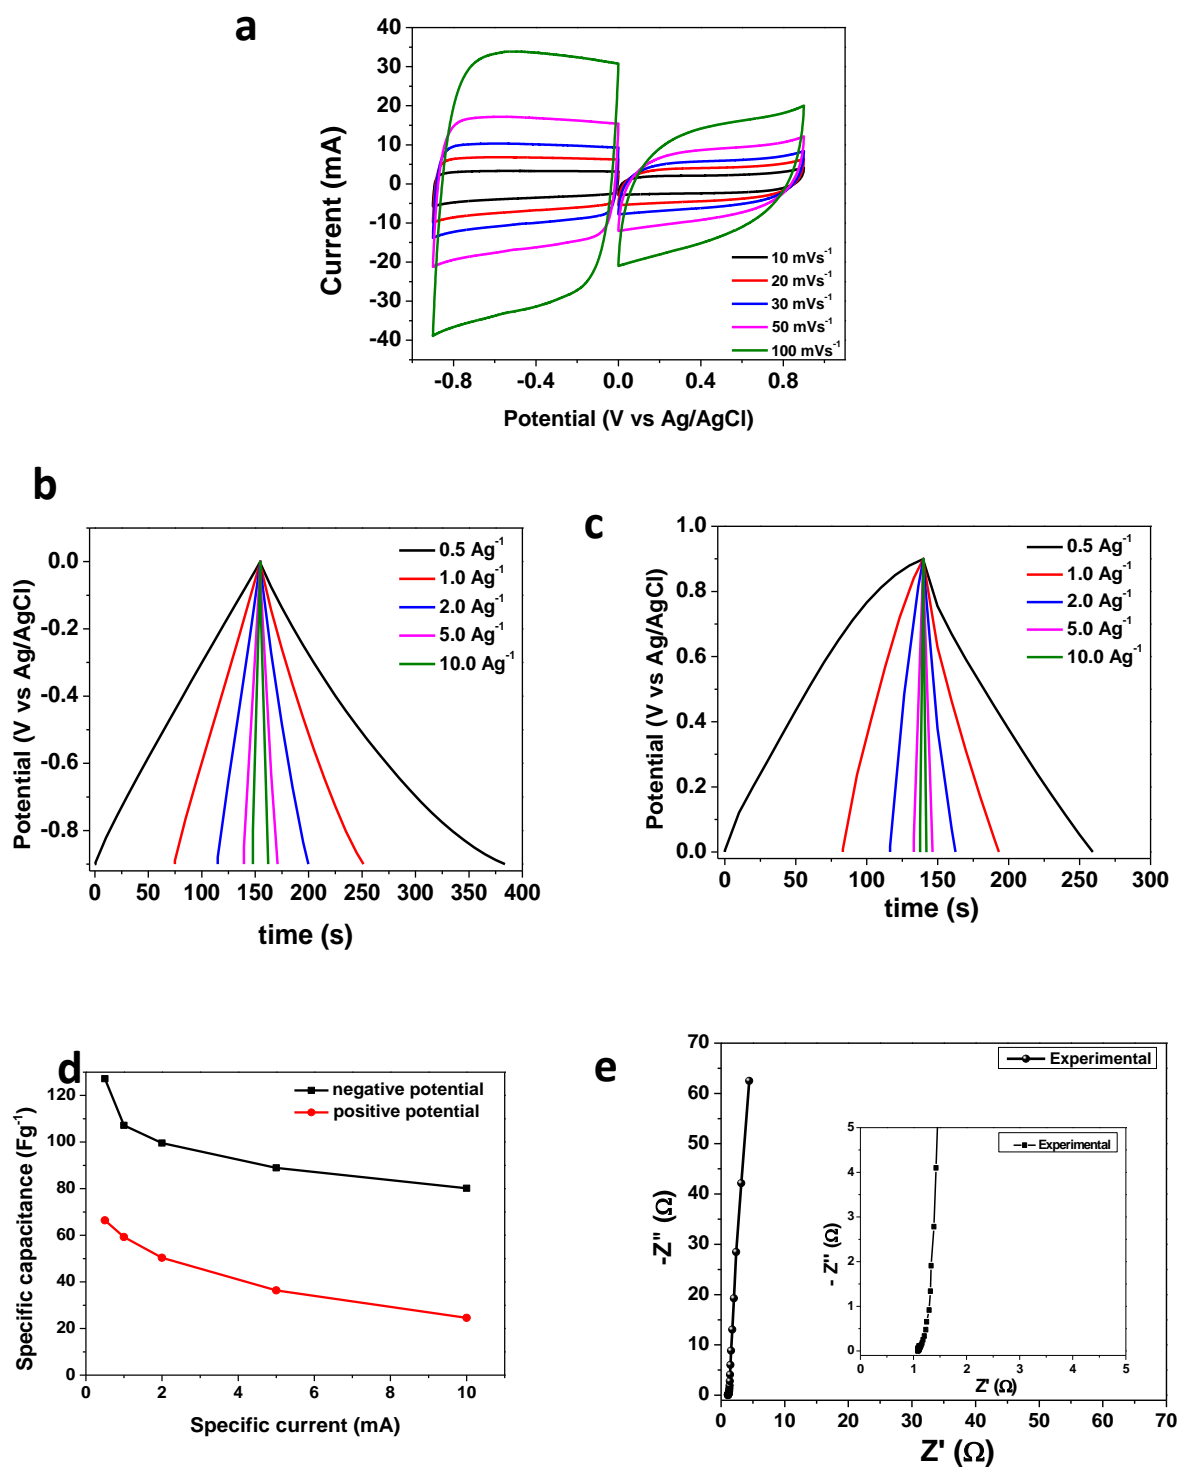 a
40
30
20
10
0
-10
-20
-30
-40
Current (mA)
-0.8 -0.4 0.0 0.4 0.8
Potential (V vs Ag/AgCl)
10 mVs⁻¹
20 mVs⁻¹
30 mVs⁻¹
50 mVs⁻¹
100 mVs⁻¹
b
0.0
-0.2
-0.4
-0.6
-0.8
Potential (V vs Ag/AgCl)
0 50 100 150 200 250 300 350 400
time (s)
0.5 Ag⁻¹
1.0 Ag⁻¹
2.0 Ag⁻¹
5.0 Ag⁻¹
10.0 Ag⁻¹
c
1.0
0.8
0.6
0.4
0.2
0.0
Potential (V vs Ag/AgCl)
0 50 100 150 200 250 300
time (s)
0.5 Ag⁻¹
1.0 Ag⁻¹
2.0 Ag⁻¹
5.0 Ag⁻¹
10.0 Ag⁻¹
d
120
100
80
60
40
20
0
Specific capacitance (Fg⁻¹)
0 2 4 6 8 10
Specific current (mA)
negative potential
positive potential
e
70
60
50
40
30
20
10
0
-Z'' (Ω)
0 10 20 30 40 50 60 70
Z' (Ω)
Experimental
5
4
3
2
1
0
- Z'' (Ω)
0 1 2 3 4 5
Z' (Ω)
Experimental